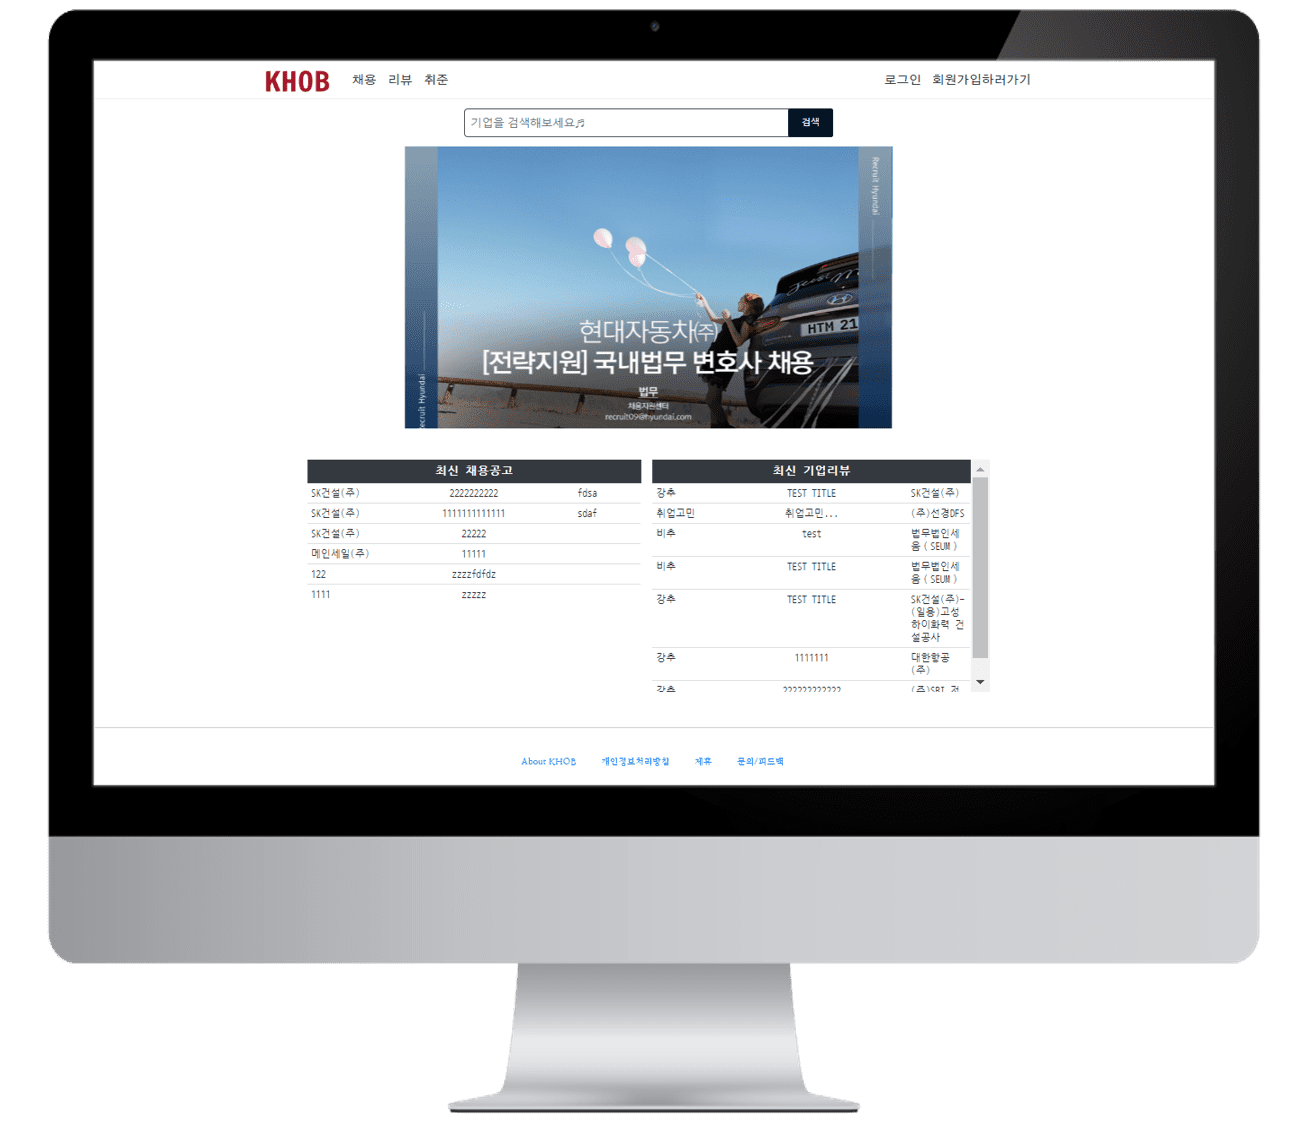 KHOB 채용 리뷰 취준 로그인 회원가입하러가기
기업을 검색해보세요♬ 검색
Recruit Hyundai
HTM 21
현대자동차㈜
[전략지원] 국내법무 변호사 채용
법무
채용지원센터
recruit09@hyundai.com
ecruit Hyundai
최신 채용공고
SK건설(주) 2222222222 fdsa
SK건설(주) 1111111111111 sdaf
SK건설(주) 22222
메인세일(주) 11111
122 zzzzfdfdz
1111 zzzzz
최신 기업리뷰
강추 TEST TITLE SK건설(주)
취업고민 취업고민... (주)선경DFS
비추 test 법무법인세
움(SEUM)
비추 TEST TITLE 법무법인세
움(SEUM)
강추 TEST TITLE SK건설(주)-
(일용)고성
하이화력 건
설공사
강추 1111111 대한항공
(주)
강추 222222222222 (주)SBI 저
About KHOB 개인정보처리방침 제휴 문의/피드백